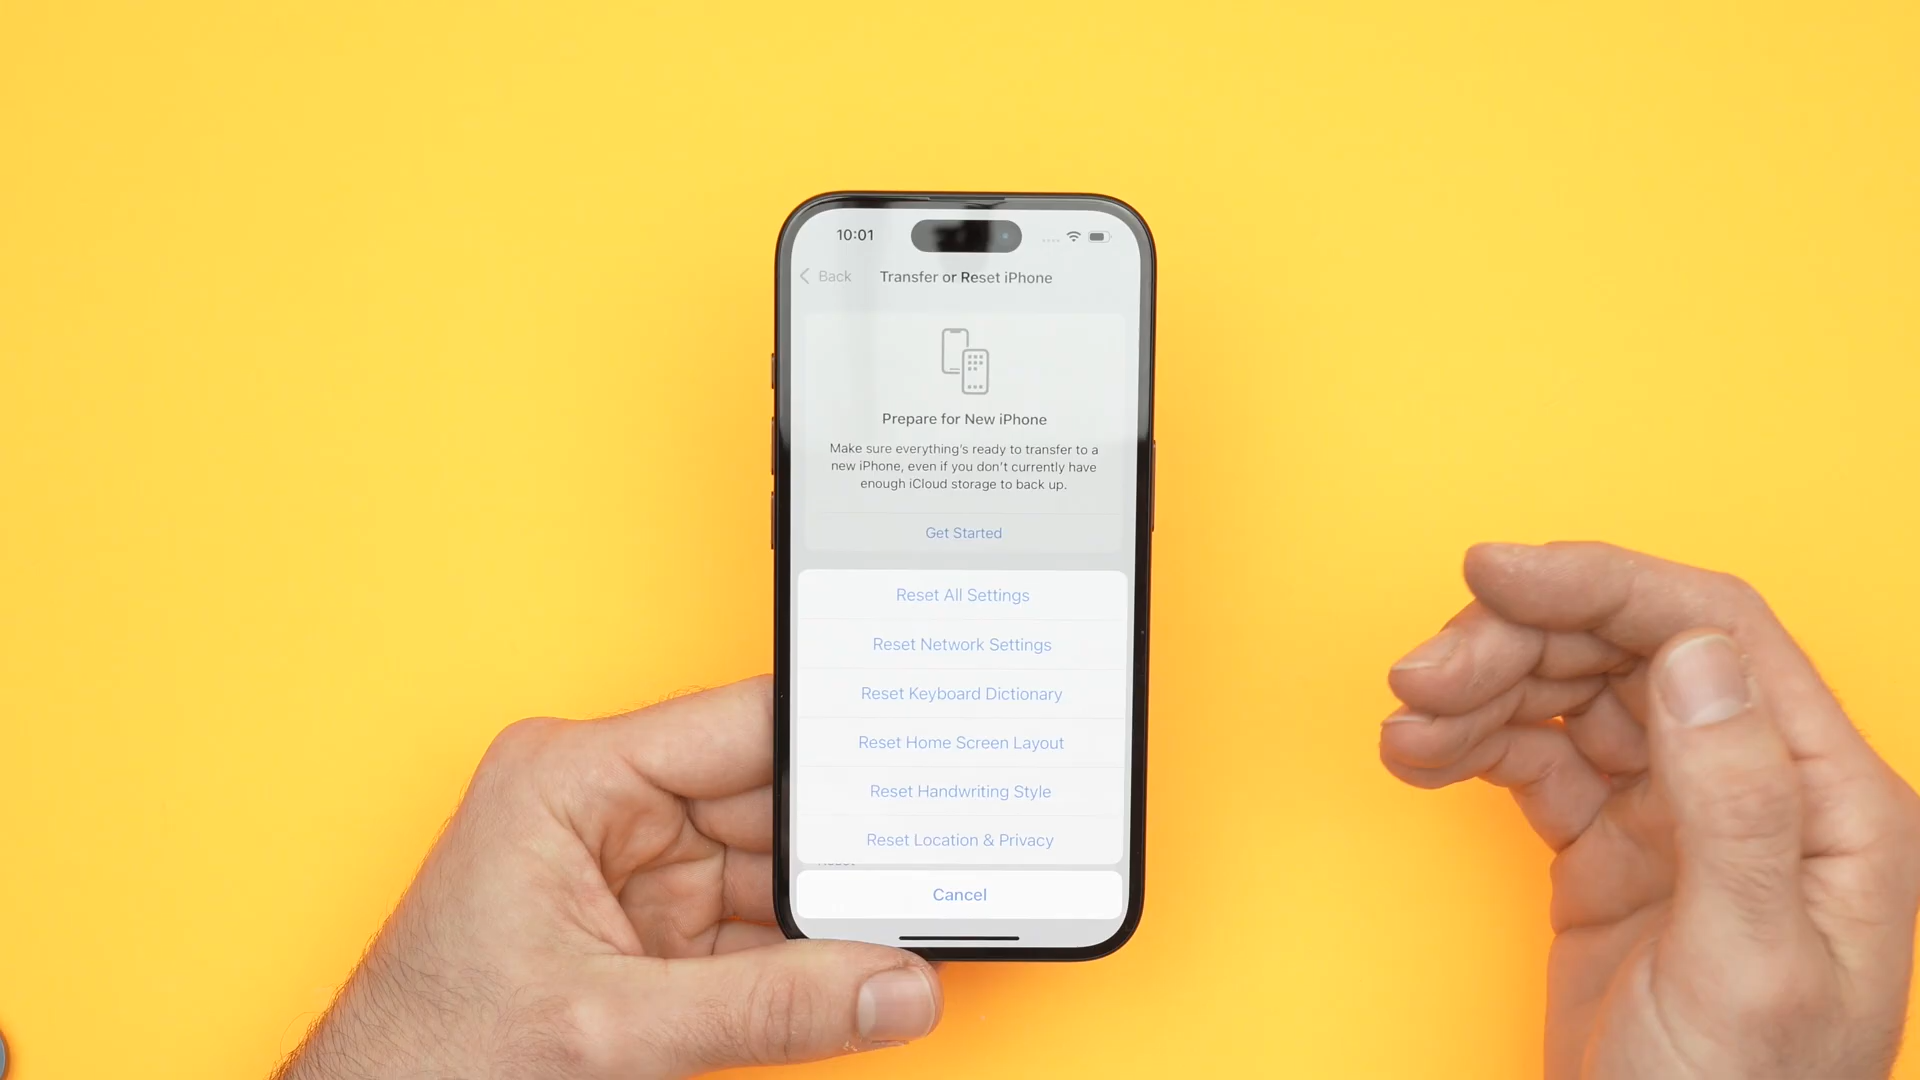 10:01
Back
Transfer or Reset iPhone
Prepare for New iPhone
Make sure everything's ready to transfer to a
new iPhone, even if you don't currently have
enough iCloud storage to back up.
Get Started
Reset All Settings
Reset Network Settings
Reset Keyboard Dictionary
Reset Home Screen Layout
Reset Handwriting Style
Reset Location & Privacy
Cancel